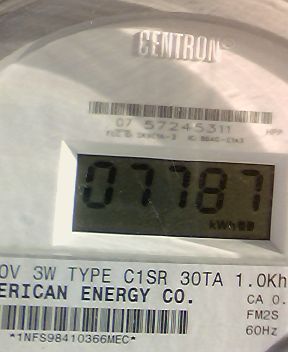 CENTRON
07 57245311 HPP
07787
kWh
0V 3W TYPE C1SR 30TA 1.0Kh
ERICAN ENERGY CO. CA 0.
FM2S
*1NFS98410366MEC* 60Hz